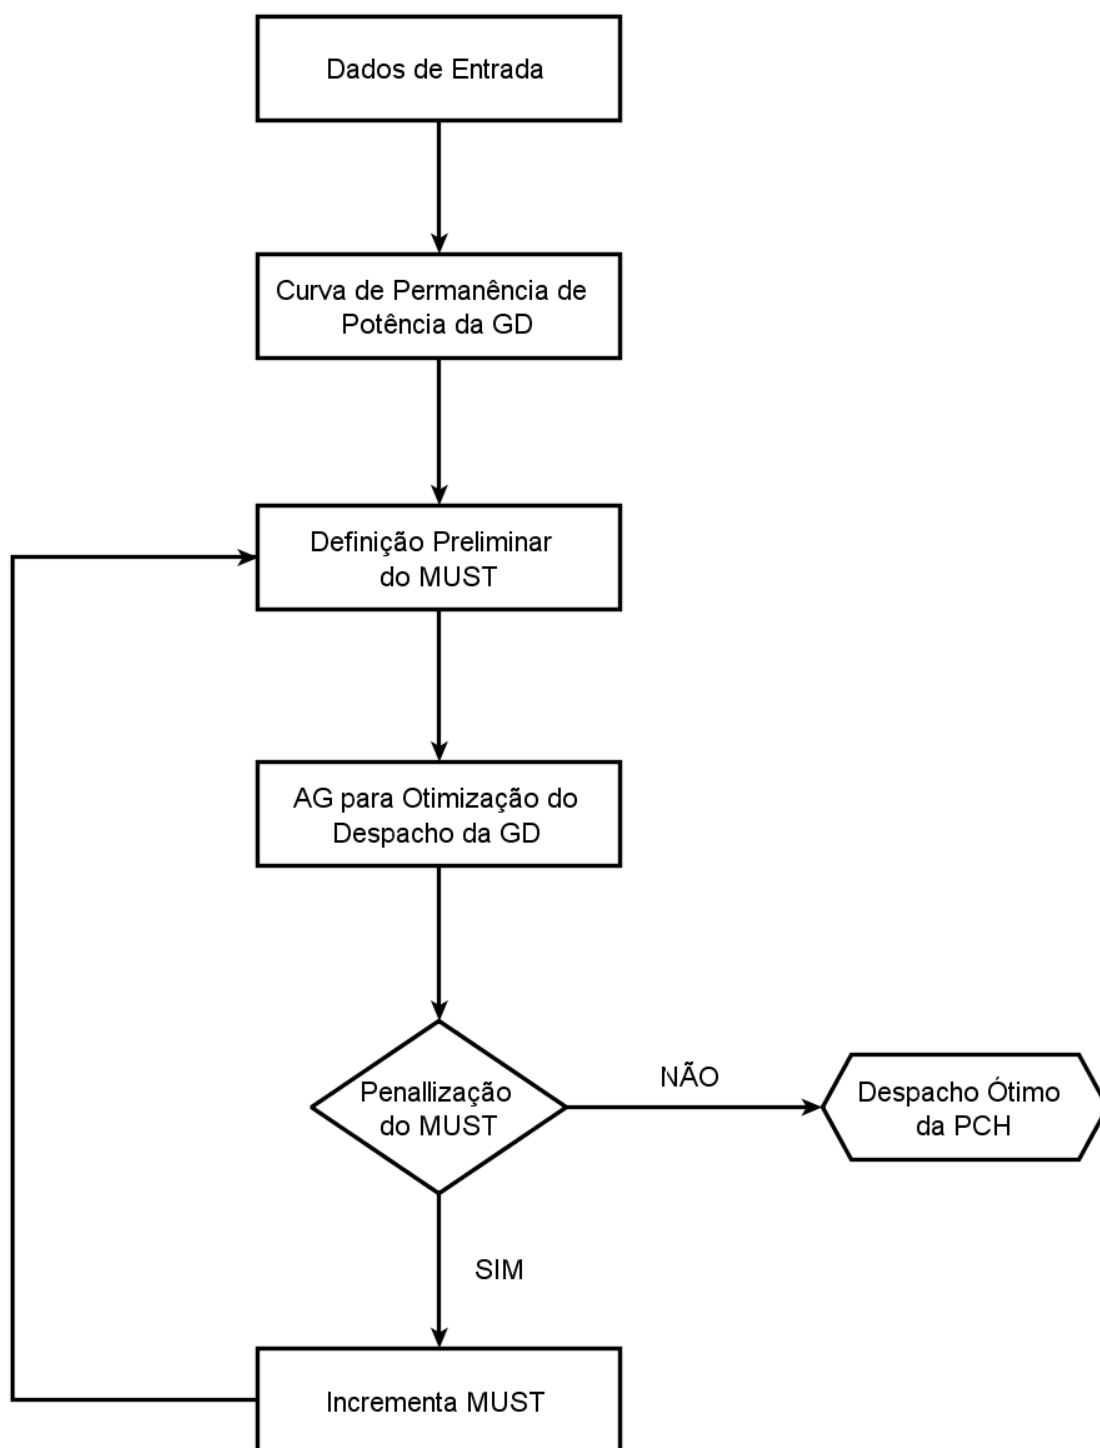 Dados de Entrada
Curva de Permanência de
Potência da GD
Definição Preliminar
do MUST
AG para Otimização do
Despacho da GD
Penallização
do MUST
NÃO
Despacho Ótimo
da PCH
SIM
Incrementa MUST